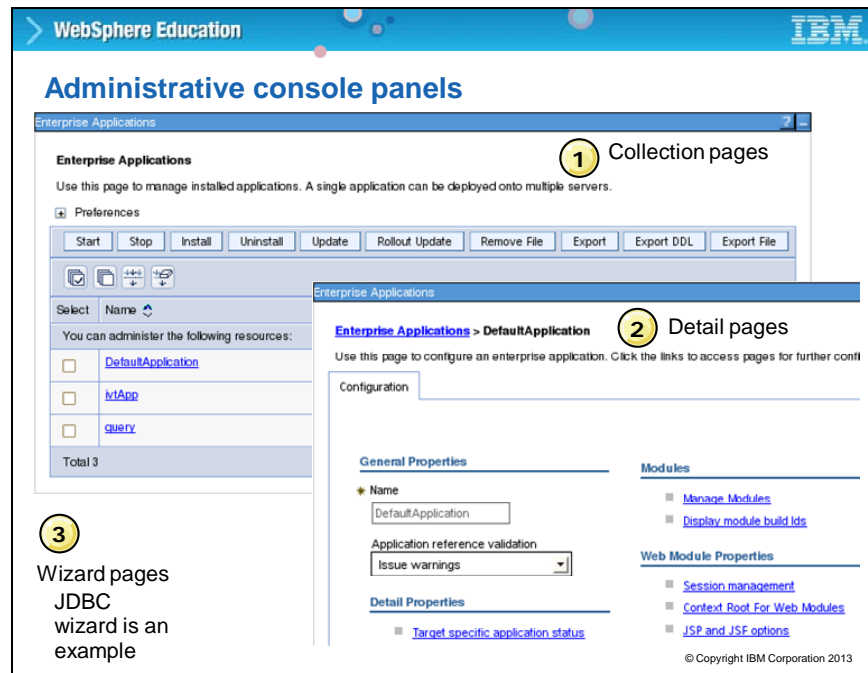 WebSphere Education
IBM
Administrative console panels
Enterprise Applications
? -
Enterprise Applications
1 Collection pages
Use this page to manage installed applications. A single application can be deployed onto multiple servers.
+ Preferences
Start Stop Install Uninstall Update Rollout Update Remove File Export Export DDL Export File
Select Name
You can administer the following resources:
DefaultApplication
ivtApp
query
Total 3
Enterprise Applications
Enterprise Applications > DefaultApplication
2 Detail pages
Use this page to configure an enterprise application. Click the links to access pages for further confi
Configuration
General Properties
Name
DefaultApplication
Application reference validation
Issue warnings
Detail Properties
Target specific application status
Modules
Manage Modules
Display module build Ids
Web Module Properties
Session management
Context Root For Web Modules
JSP and JSF options
3
Wizard pages
JDBC
wizard is an
example
© Copyright IBM Corporation 2013